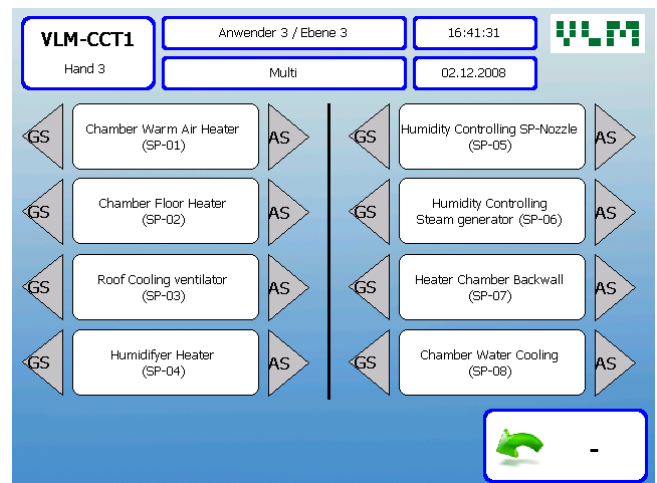 VLM-CCT1
Hand 3
Anwender 3 / Ebene 3
16:41:31
VLM
Multi
02.12.2008
GS
Chamber Warm Air Heater
(SP-01)
AS
GS
Humidity Controlling SP-Nozzle
(SP-05)
AS
GS
Chamber Floor Heater
(SP-02)
AS
GS
Humidity Controlling
Steam generator (SP-06)
AS
GS
Roof Cooling ventilator
(SP-03)
AS
GS
Heater Chamber Backwall
(SP-07)
AS
GS
Humidifyer Heater
(SP-04)
AS
GS
Chamber Water Cooling
(SP-08)
AS
-